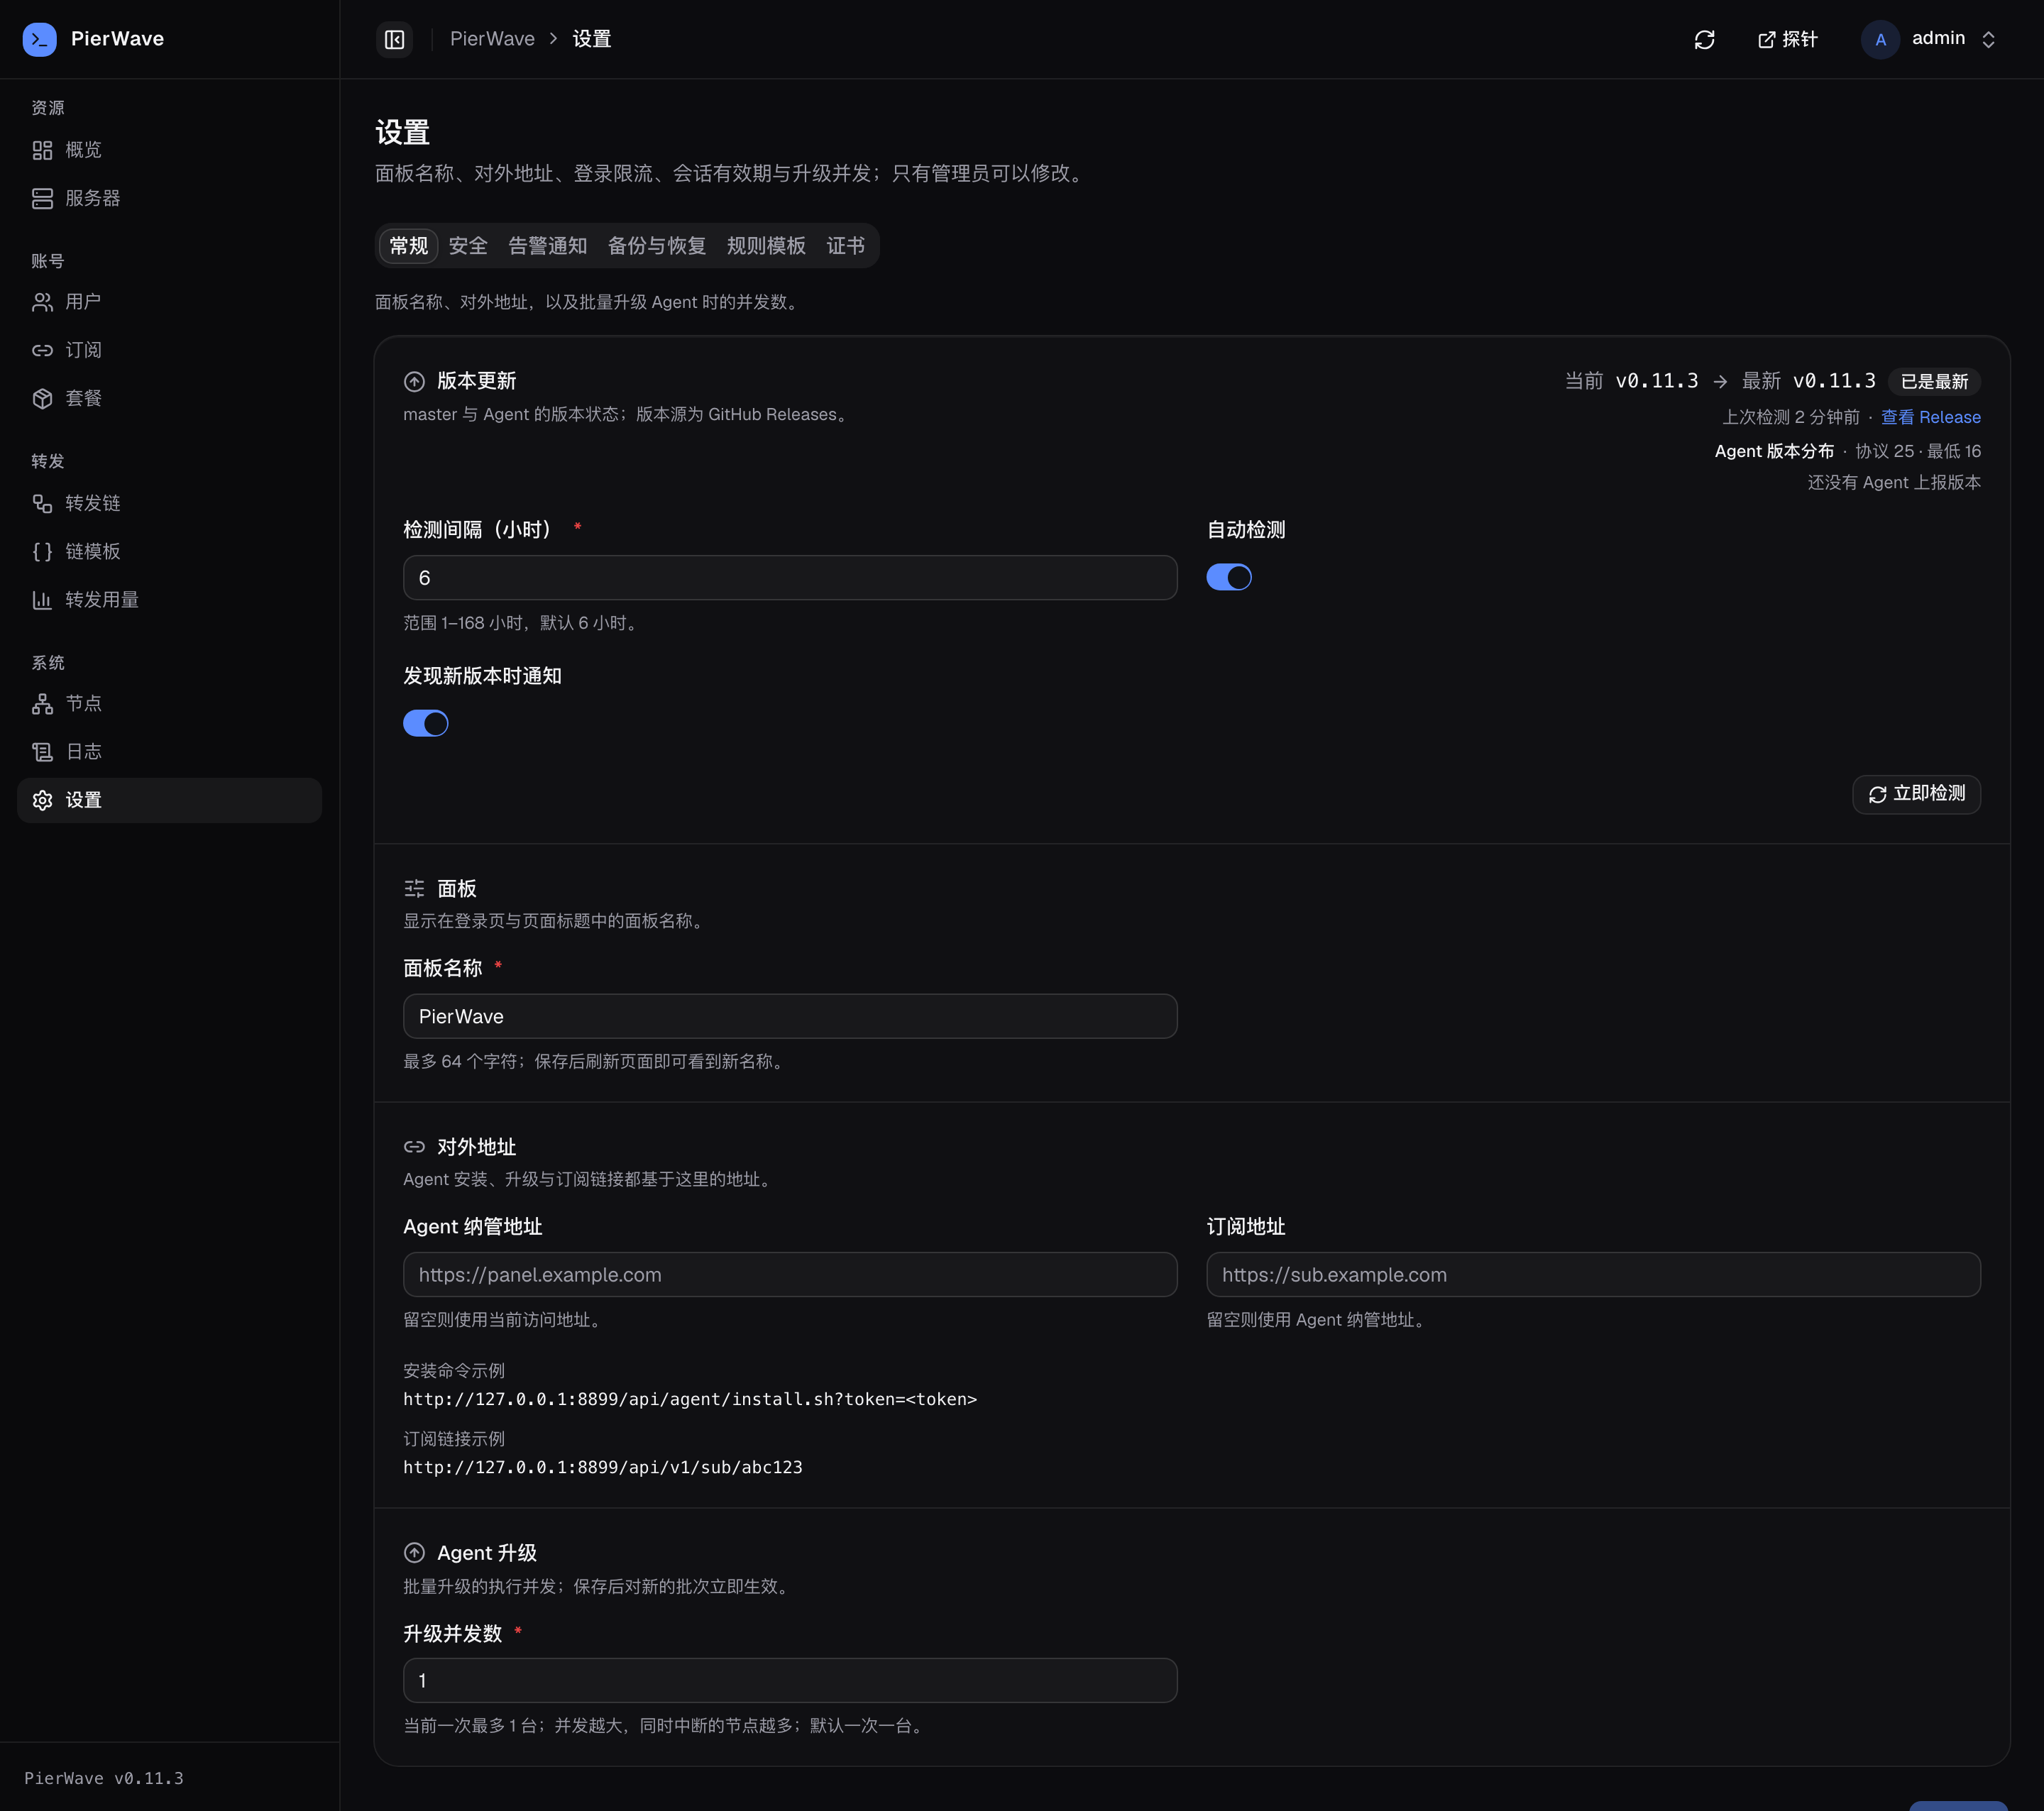 PierWave
PierWave > 设置
探针
A
admin
资源
概览
服务器
账号
用户
订阅
套餐
转发
转发链
链模板
转发用量
系统
节点
日志
设置
PierWave v0.11.3
设置
面板名称、对外地址、登录限流、会话有效期与升级并发；只有管理员可以修改。
常规 安全 告警通知 备份与恢复 规则模板 证书
面板名称、对外地址，以及批量升级 Agent 时的并发数。
版本更新
master 与 Agent 的版本状态；版本源为 GitHub Releases。
当前 v0.11.3 → 最新 v0.11.3 已是最新
上次检测 2 分钟前 · 查看 Release
Agent 版本分布 · 协议 25 · 最低 16
还没有 Agent 上报版本
检测间隔（小时） *
6
范围 1–168 小时，默认 6 小时。
自动检测
发现新版本时通知
立即检测
面板
显示在登录页与页面标题中的面板名称。
面板名称 *
PierWave
最多 64 个字符；保存后刷新页面即可看到新名称。
对外地址
Agent 安装、升级与订阅链接都基于这里的地址。
Agent 纳管地址
https://panel.example.com
留空则使用当前访问地址。
订阅地址
https://sub.example.com
留空则使用 Agent 纳管地址。
安装命令示例
http://127.0.0.1:8899/api/agent/install.sh?token=<token>
订阅链接示例
http://127.0.0.1:8899/api/v1/sub/abc123
Agent 升级
批量升级的执行并发；保存后对新的批次立即生效。
升级并发数 *
1
当前一次最多 1 台；并发越大，同时中断的节点越多；默认一次一台。